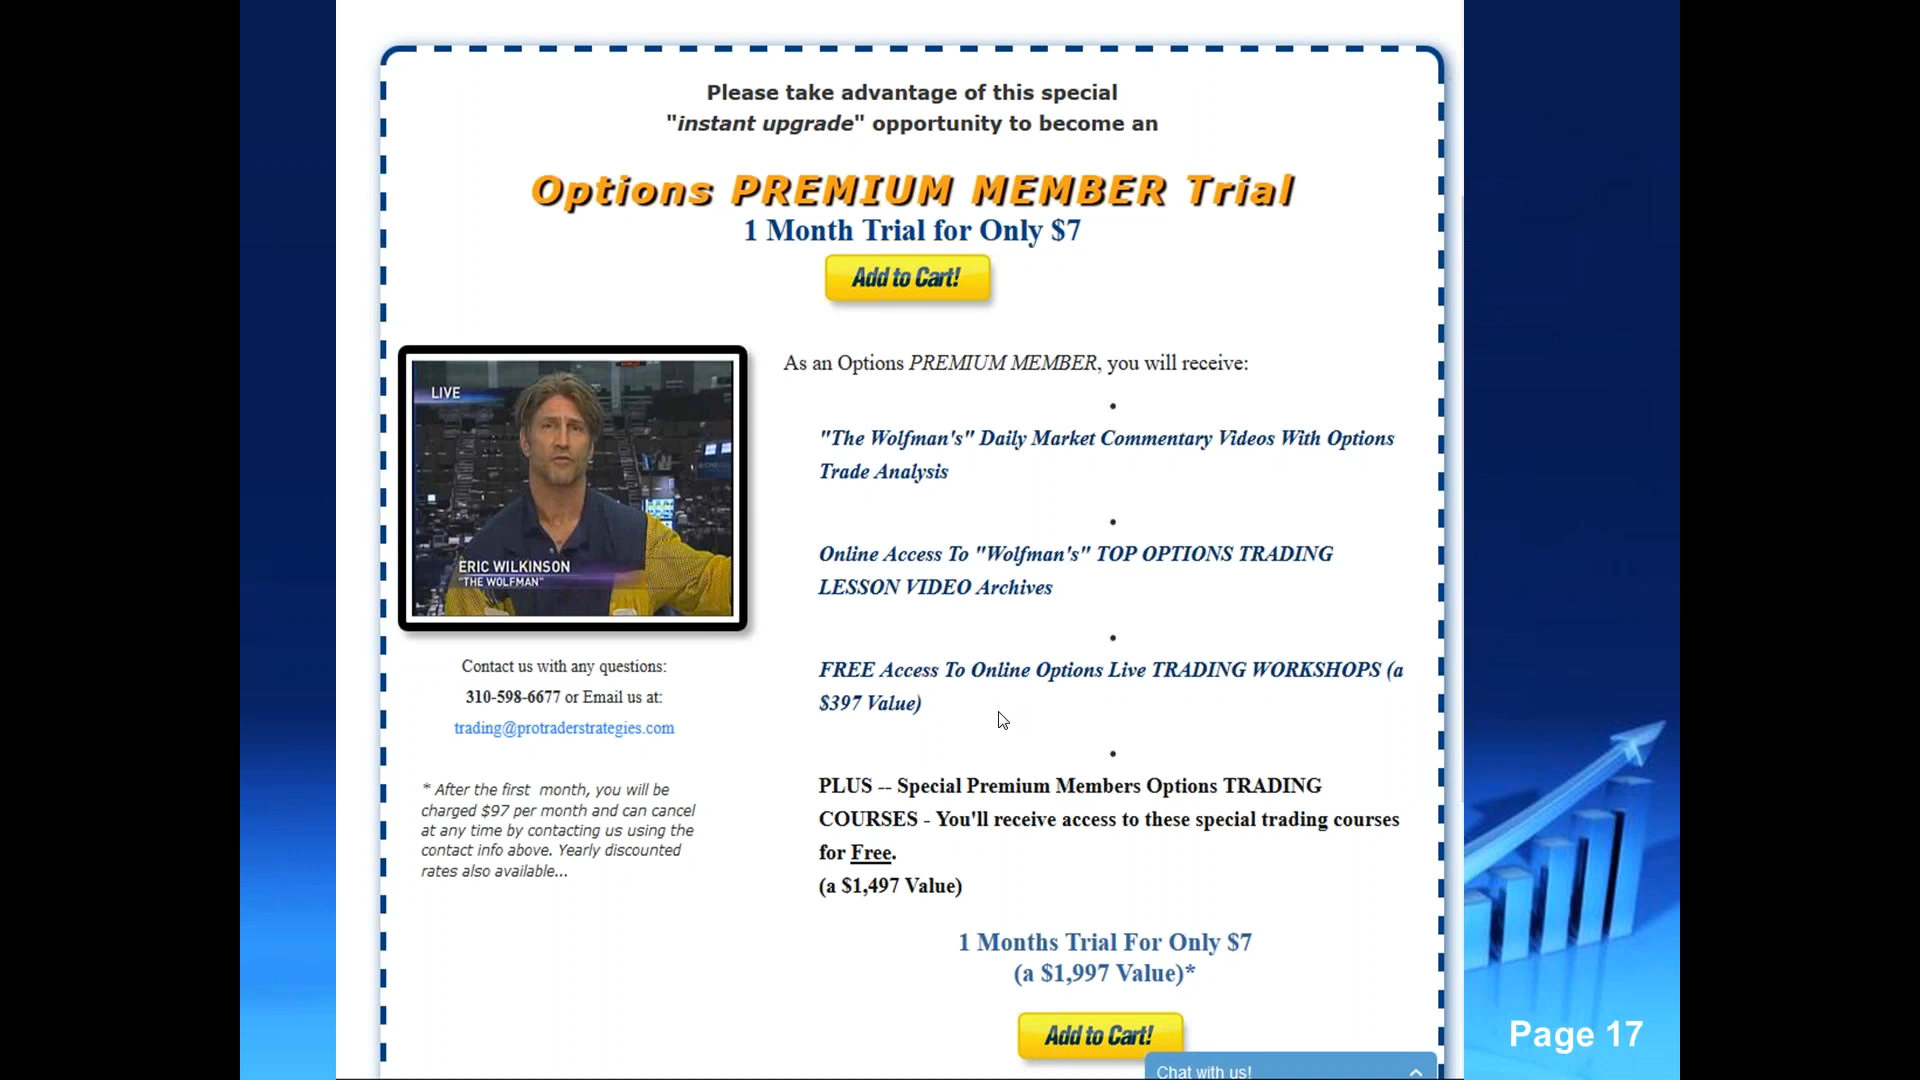 Please take advantage of this special
"instant upgrade" opportunity to become an
Options PREMIUM MEMBER Trial
1 Month Trial for Only $7
Add to Cart!
LIVE
ERIC WILKINSON
"THE WOLFMAN"
Contact us with any questions:
310-598-6677 or Email us at:
trading@protraderstrategies.com
* After the first month, you will be
charged $97 per month and can cancel
at any time by contacting us using the
contact info above. Yearly discounted
rates also available...
As an Options PREMIUM MEMBER, you will receive:
•
"The Wolfman's" Daily Market Commentary Videos With Options
Trade Analysis
•
Online Access To "Wolfman's" TOP OPTIONS TRADING
LESSON VIDEO Archives
•
FREE Access To Online Options Live TRADING WORKSHOPS (a
$397 Value)
•
PLUS -- Special Premium Members Options TRADING
COURSES - You'll receive access to these special trading courses
for Free.
(a $1,497 Value)
1 Months Trial For Only $7
(a $1,997 Value)*
Add to Cart!
Chat with us!
Page 17